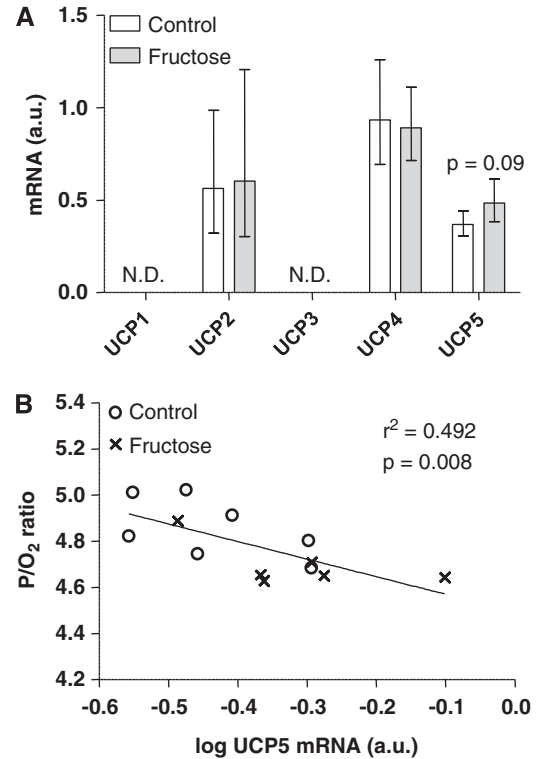 A
1.5
1.0
0.5
0.0
mRNA (a.u.)
Control
Fructose
p = 0.09
N.D.
N.D.
UCP1
UCP2
UCP3
UCP4
UCP5
B
5.4
5.2
5.0
4.8
4.6
4.4
4.2
P/O₂ ratio
Control
Fructose
r² = 0.492
p = 0.008
-0.6 -0.5 -0.4 -0.3 -0.2 -0.1 0.0
log UCP5 mRNA (a.u.)